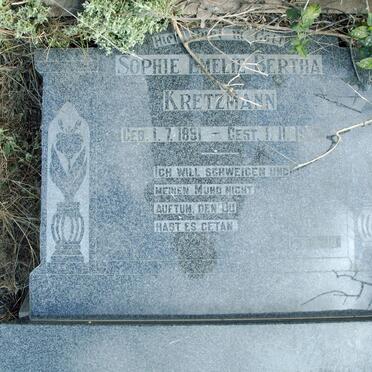 SOPHIE EMELIE BERTHA
KRETZMANN
GEB. 1. 7. 1891 – GEST. 1. 11.
ICH WILL SCHWEIGEN UND
MEINEN MUND NICHT
AUFTUN, DEN DU
HAST ES GETAN